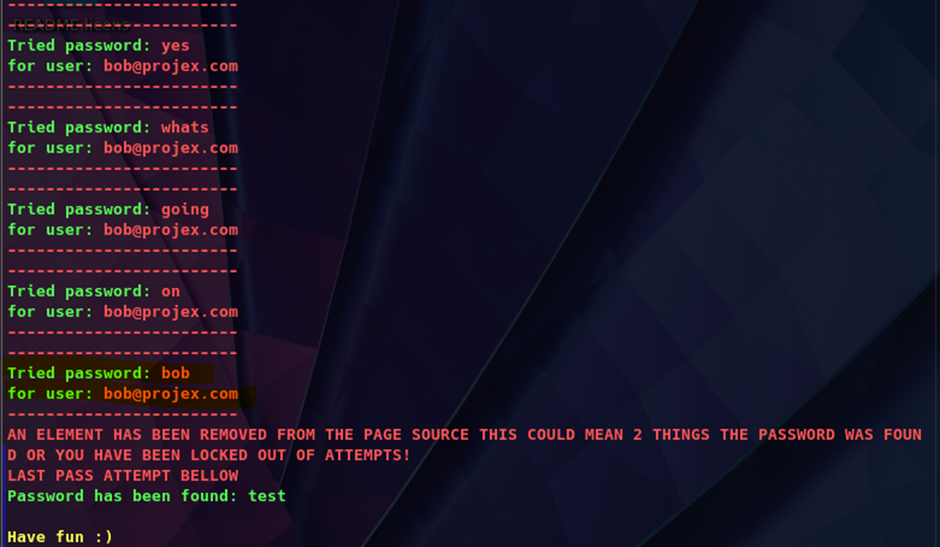 ------------------------
README.license
------------------------
Tried password: yes
for user: bob@projex.com
------------------------
------------------------
Tried password: whats
for user: bob@projex.com
------------------------
------------------------
Tried password: going
for user: bob@projex.com
------------------------
------------------------
Tried password: on
for user: bob@projex.com
------------------------
------------------------
Tried password: bob
for user: bob@projex.com
------------------------
AN ELEMENT HAS BEEN REMOVED FROM THE PAGE SOURCE THIS COULD MEAN 2 THINGS THE PASSWORD WAS FOUN
D OR YOU HAVE BEEN LOCKED OUT OF ATTEMPTS!
LAST PASS ATTEMPT BELLOW
Password has been found: test
Have fun :)